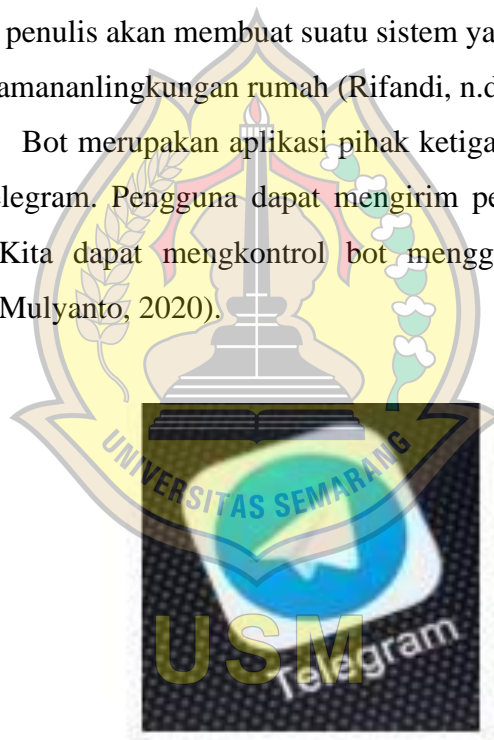 penulis akan membuat suatu sistem ya
amananlingkungan rumah (Rifandi, n.d
Bot merupakan aplikasi pihak ketiga
elegram. Pengguna dapat mengirim pe
Kita dapat mengkontrol bot mengg
Mulyanto, 2020).
UNIVERSITAS SEMARANG
USM
Telegram